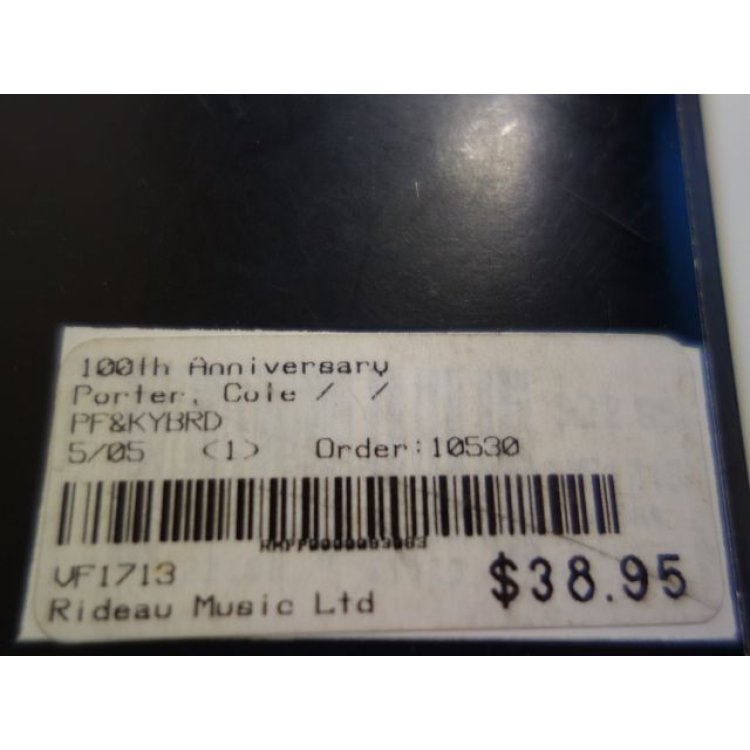 100th Anniversary
Porter, Cole / /
PF&KYBRD
5/05 (1) Order:10530
VF1713
$38.95
Rideau Music Ltd